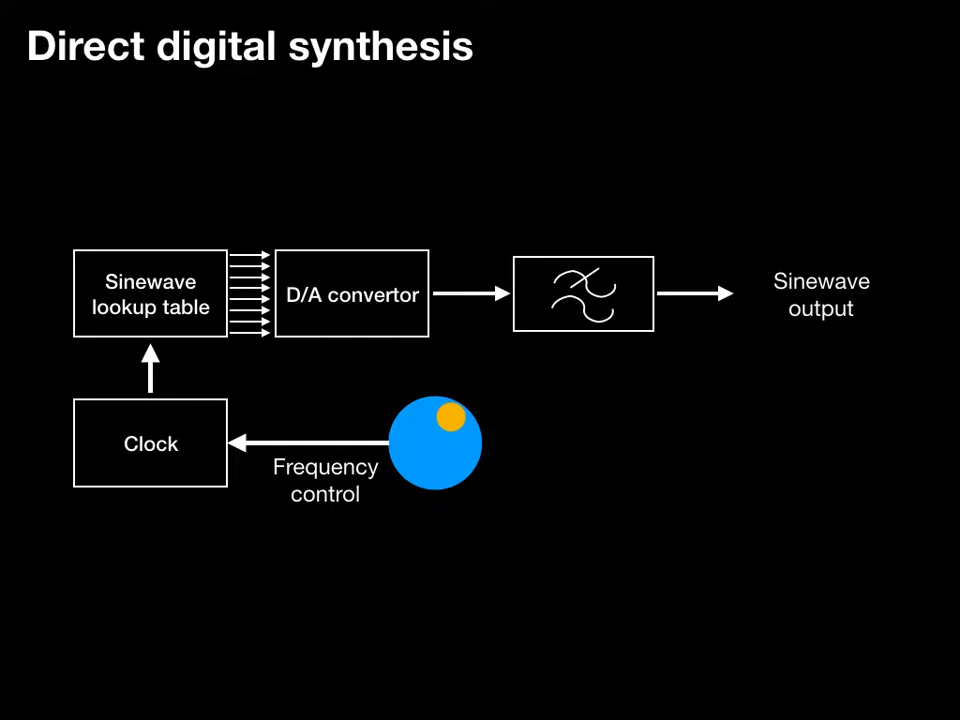 Direct digital synthesis
Sinewave
lookup table
D/A convertor
Sinewave
output
Clock
Frequency
control